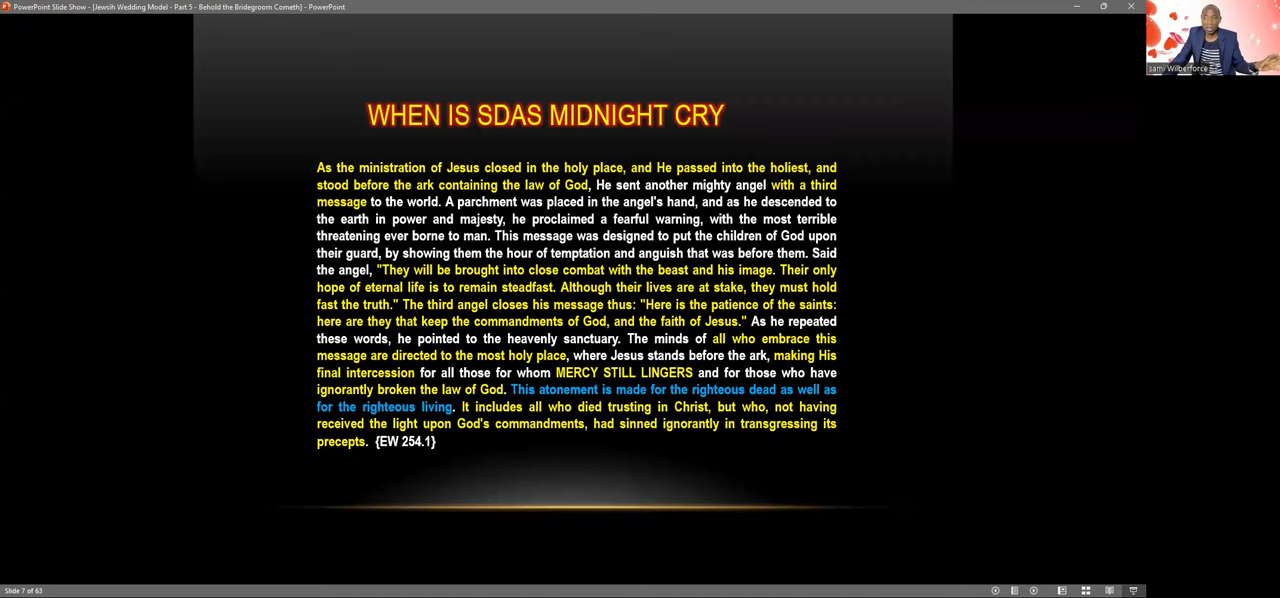 PowerPoint Slide Show - [Jewsih Wedding Model - Part 5 - Behold the Bridegroom Cometh] - PowerPoint
sami Wilberforce
WHEN IS SDAS MIDNIGHT CRY
As the ministration of Jesus closed in the holy place, and He passed into the holiest, and
stood before the ark containing the law of God, He sent another mighty angel with a third
message to the world. A parchment was placed in the angel's hand, and as he descended to
the earth in power and majesty, he proclaimed a fearful warning, with the most terrible
threatening ever borne to man. This message was designed to put the children of God upon
their guard, by showing them the hour of temptation and anguish that was before them. Said
the angel, "They will be brought into close combat with the beast and his image. Their only
hope of eternal life is to remain steadfast. Although their lives are at stake, they must hold
fast the truth." The third angel closes his message thus: "Here is the patience of the saints:
here are they that keep the commandments of God, and the faith of Jesus." As he repeated
these words, he pointed to the heavenly sanctuary. The minds of all who embrace this
message are directed to the most holy place, where Jesus stands before the ark, making His
final intercession for all those for whom MERCY STILL LINGERS and for those who have
ignorantly broken the law of God. This atonement is made for the righteous dead as well as
for the righteous living. It includes all who died trusting in Christ, but who, not having
received the light upon God's commandments, had sinned ignorantly in transgressing its
precepts. {EW 254.1}
Slide 7 of 63